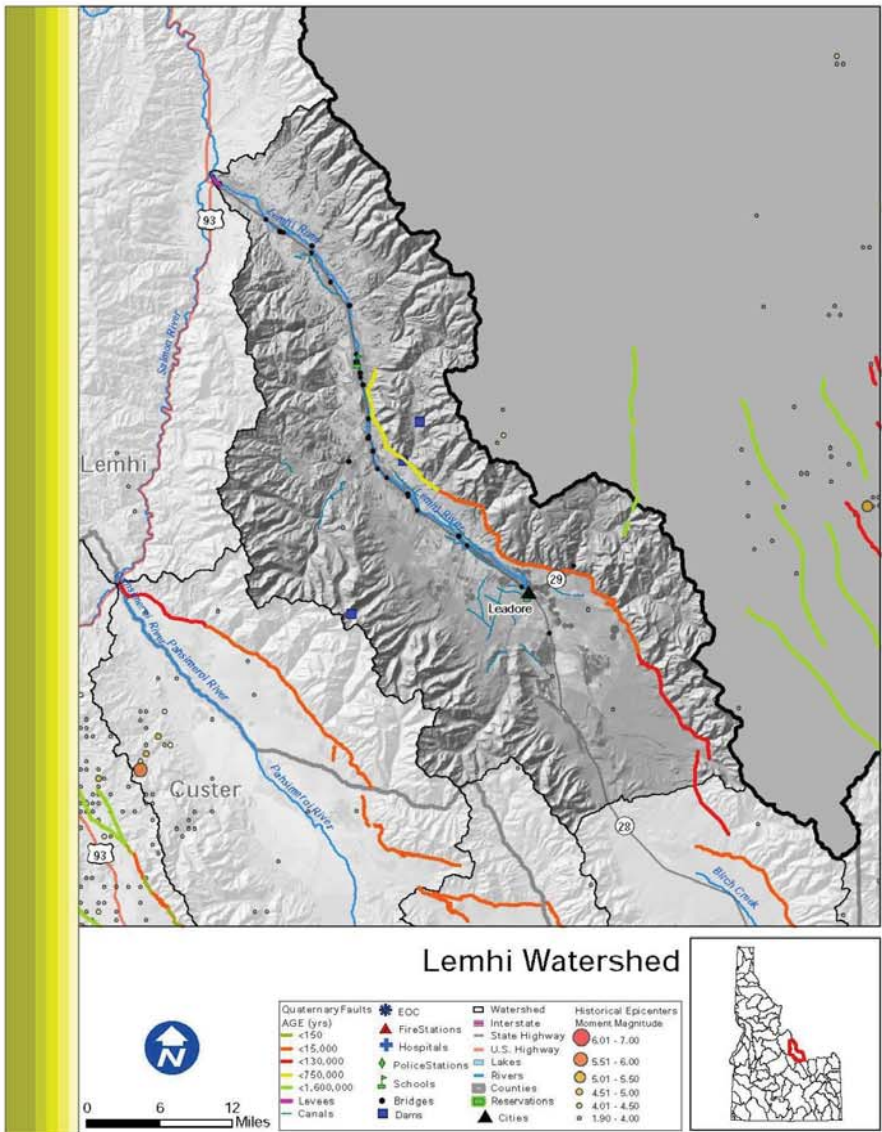 Lemhi River
93
Salmon River
Lemhi
Lemhi River
29
Leadore
Pahsimeroi River
Pahsimeroi River
Custer
Pahsimeroi River
28
93
Birch Creek
Lemhi Watershed
N
0 6 12
Miles
Quaternary Faults
AGE (yrs)
<150
<15,000
<130,000
<750,000
<1,600,000
Levees
Canals
EOC
FireStations
Hospitals
PoliceStations
Schools
Bridges
Dams
Watershed
Interstate
State Highway
U.S. Highway
Lakes
Rivers
Counties
Reservations
Cities
Historical Epicenters
Moment Magnitude
6.01 - 7.00
5.51 - 6.00
5.01 - 5.50
4.51 - 5.00
4.01 - 4.50
1.90 - 4.00